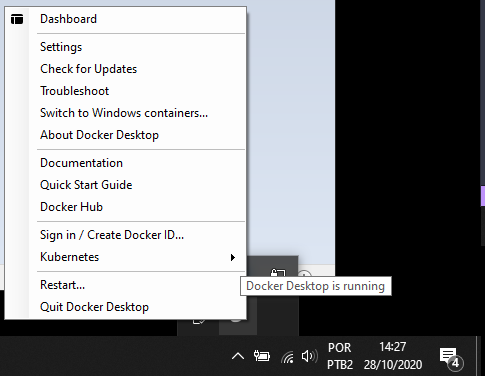 Dashboard
Settings
Check for Updates
Troubleshoot
Switch to Windows containers...
About Docker Desktop
Documentation
Quick Start Guide
Docker Hub
Sign in / Create Docker ID...
Kubernetes
Restart...
Docker Desktop is running
Quit Docker Desktop
POR
PTB2
14:27
28/10/2020
4